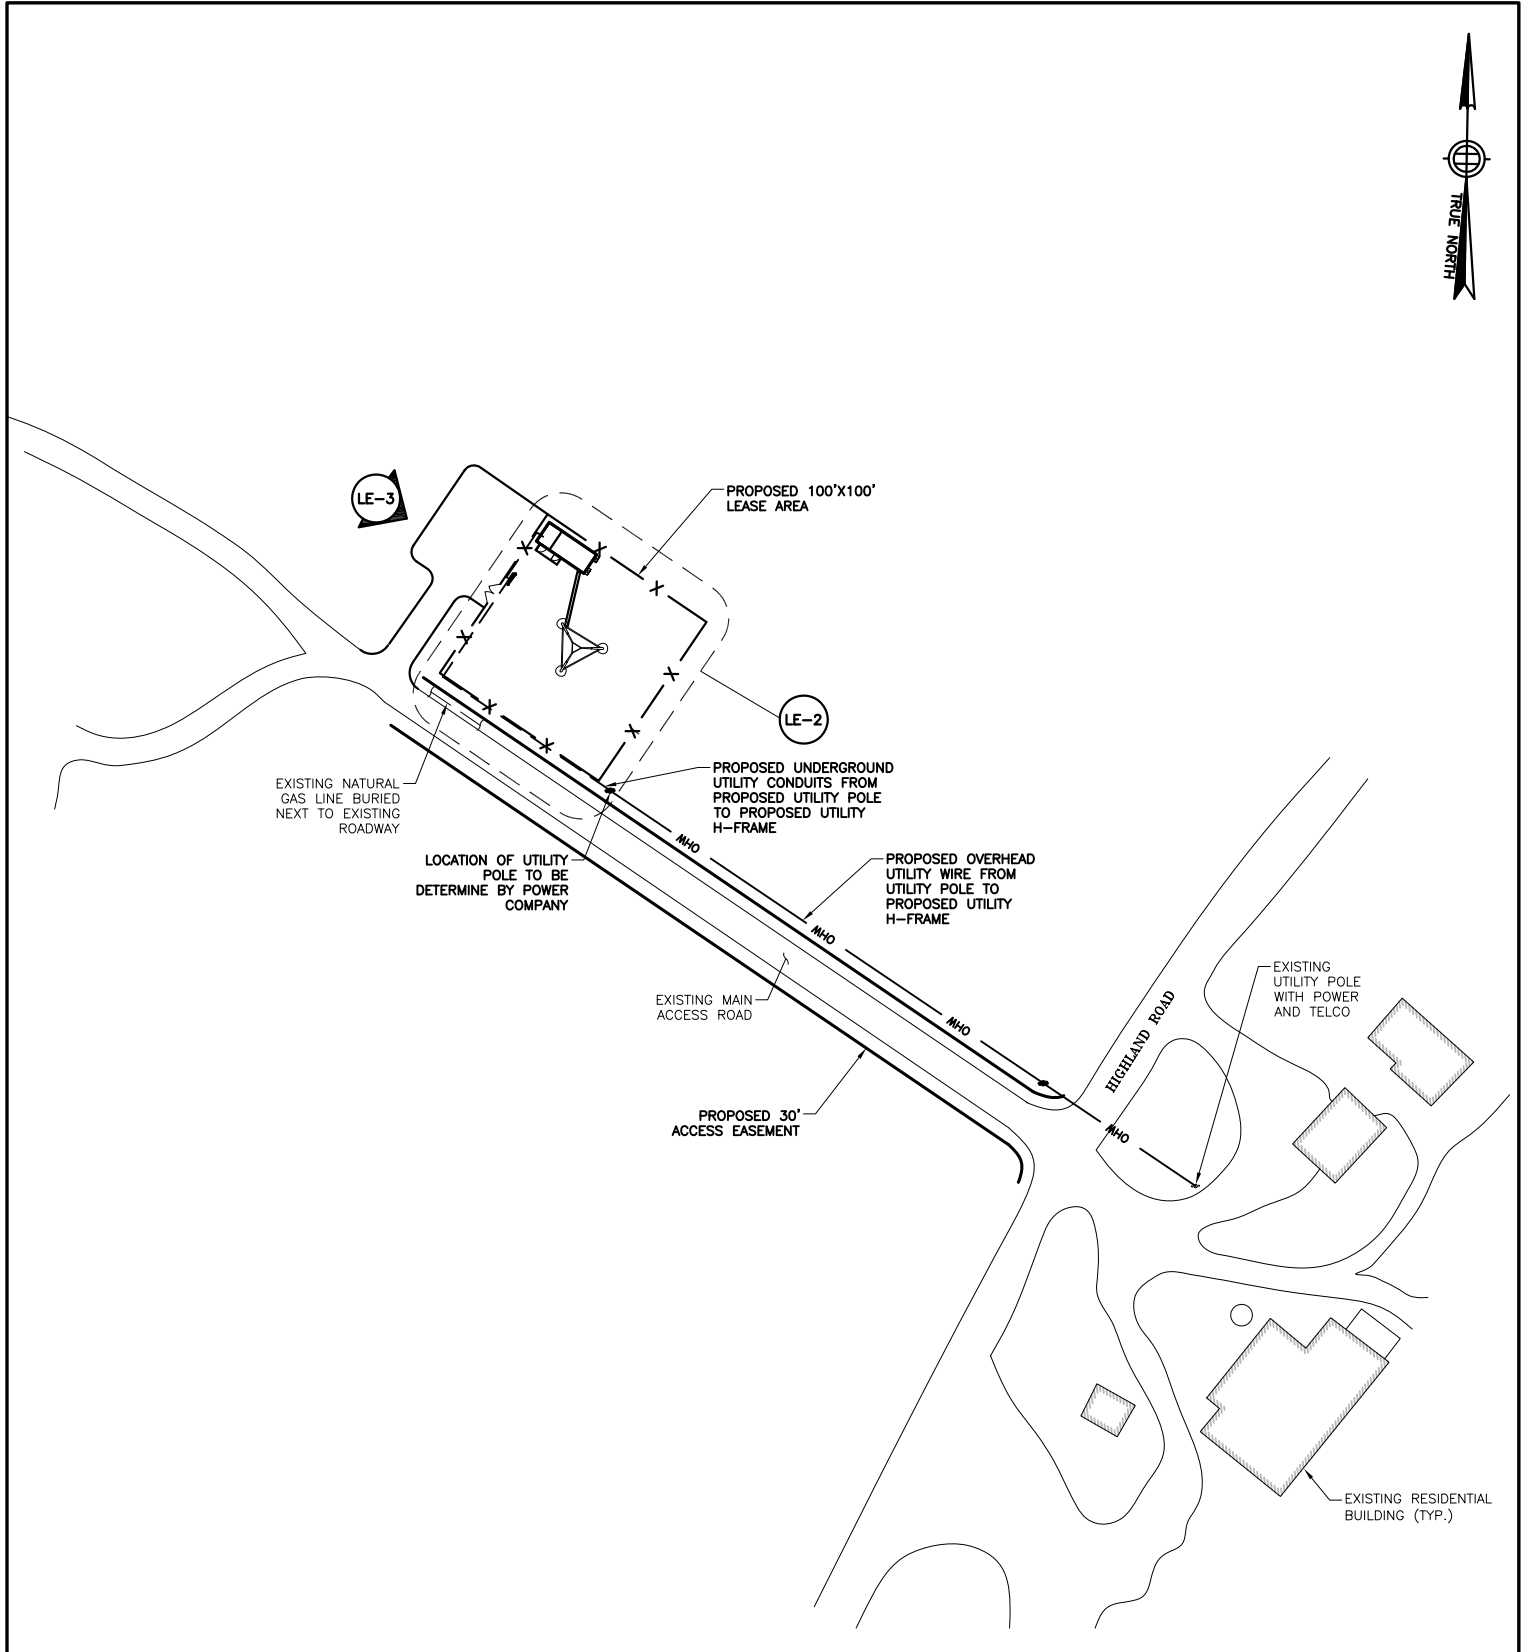 TRUE NORTH
LE-3
PROPOSED 100'X100'
LEASE AREA
LE-2
EXISTING NATURAL
GAS LINE BURIED
NEXT TO EXISTING
ROADWAY
PROPOSED UNDERGROUND
UTILITY CONDUITS FROM
PROPOSED UTILITY POLE
TO PROPOSED UTILITY
H-FRAME
LOCATION OF UTILITY
POLE TO BE
DETERMINE BY POWER
COMPANY
OHW
PROPOSED OVERHEAD
UTILITY WIRE FROM
UTILITY POLE TO
PROPOSED UTILITY
H-FRAME
OHW
EXISTING MAIN
ACCESS ROAD
OHW
HIGHLAND ROAD
EXISTING
UTILITY POLE
WITH POWER
AND TELCO
PROPOSED 30'
ACCESS EASEMENT
OHW
EXISTING RESIDENTIAL
BUILDING (TYP.)